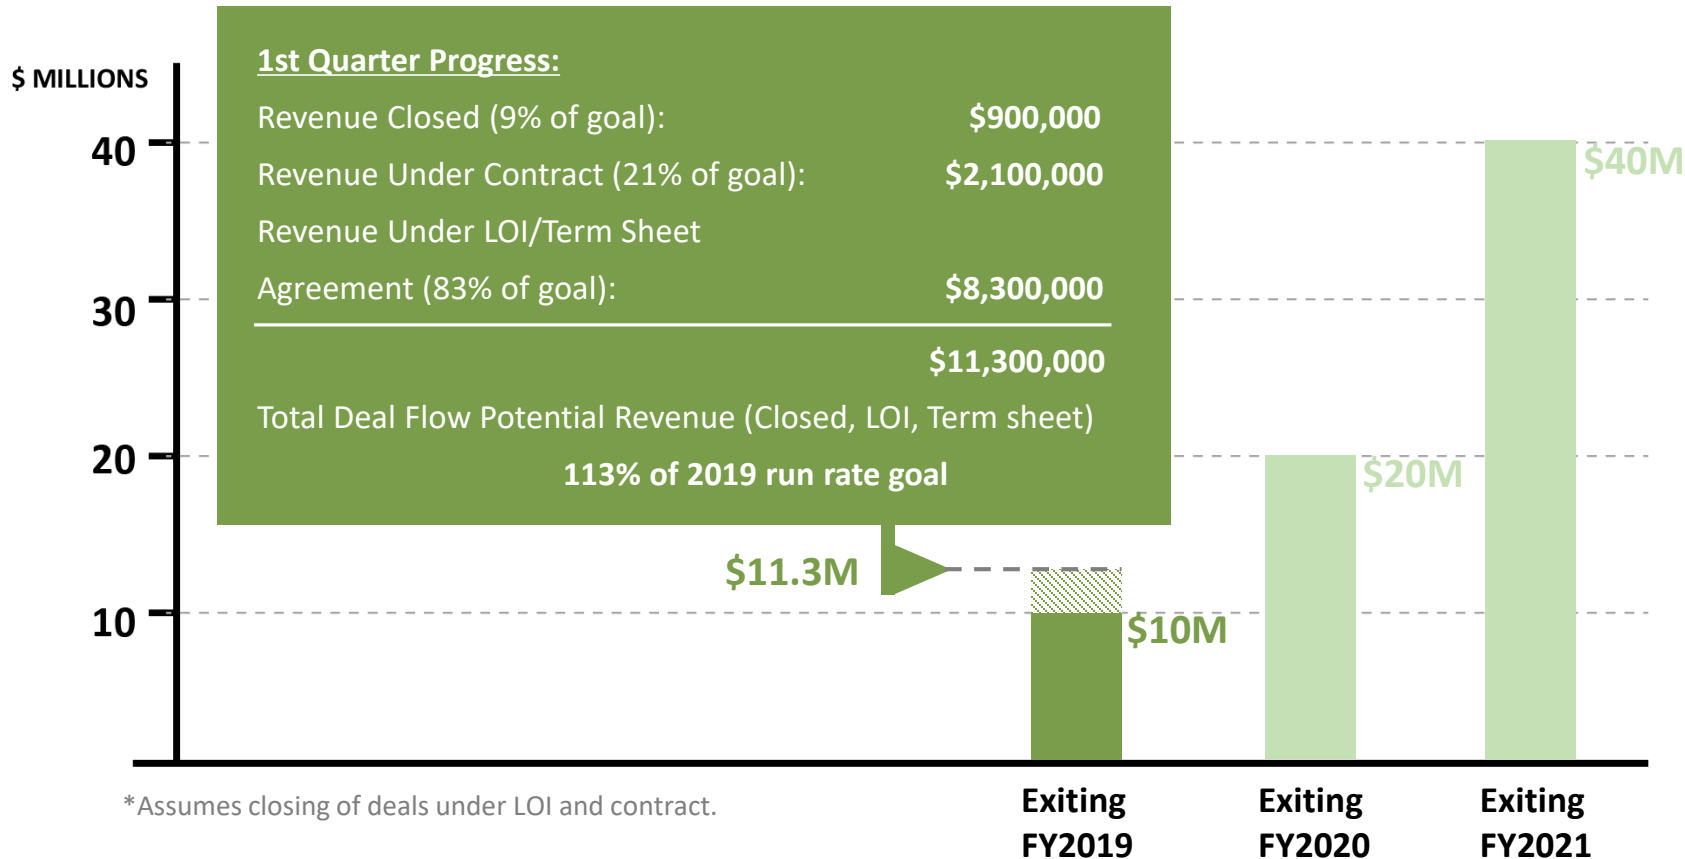 $ MILLIONS
1st Quarter Progress:
Revenue Closed (9% of goal): $900,000
Revenue Under Contract (21% of goal): $2,100,000
Revenue Under LOI/Term Sheet
Agreement (83% of goal): $8,300,000
$11,300,000
Total Deal Flow Potential Revenue (Closed, LOI, Term sheet)
113% of 2019 run rate goal
40
30
20
10
$40M
$20M
$11.3M
$10M
Exiting
FY2019
Exiting
FY2020
Exiting
FY2021
*Assumes closing of deals under LOI and contract.